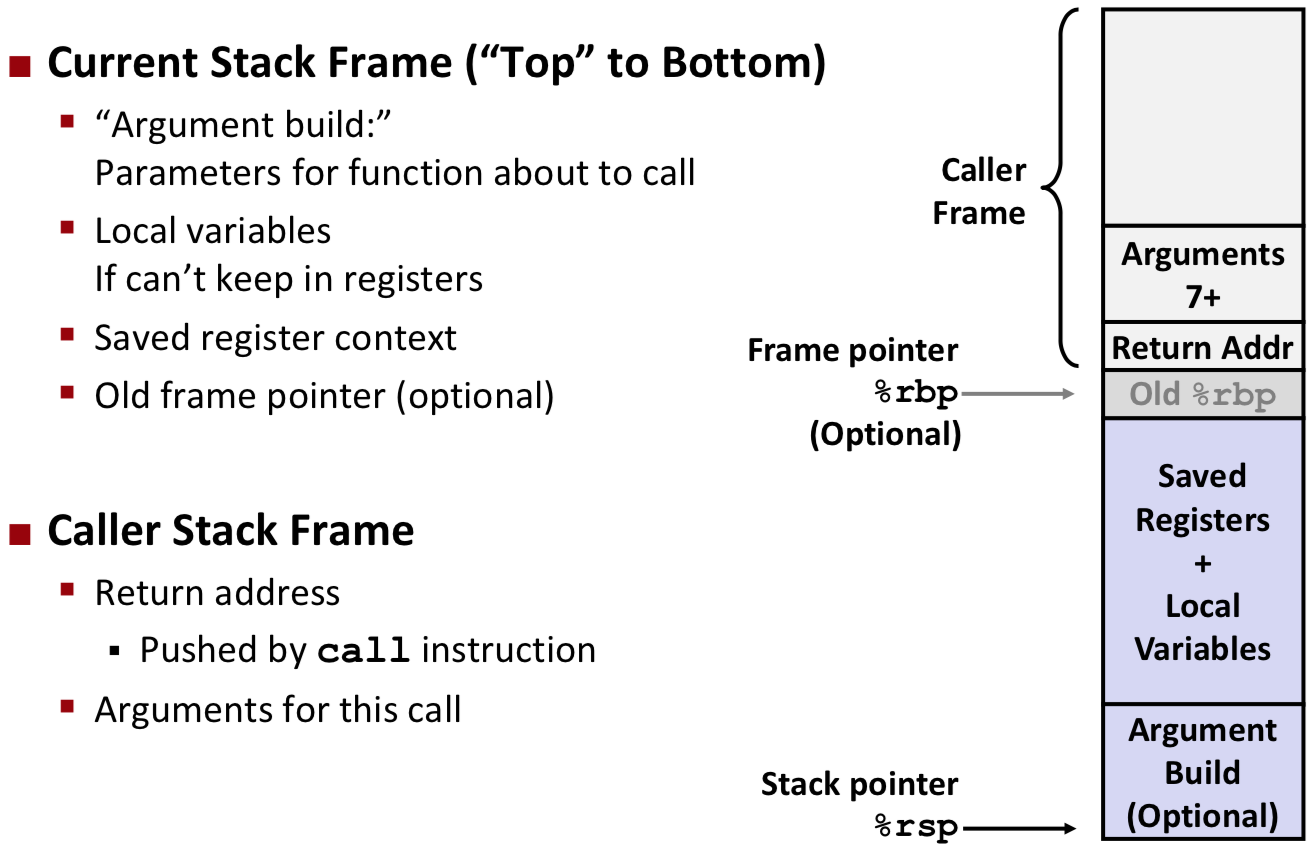 Current Stack Frame (“Top” to Bottom)
“Argument build:”
Parameters for function about to call
Local variables
If can’t keep in registers
Saved register context
Old frame pointer (optional)
Caller Stack Frame
Return address
Pushed by call instruction
Arguments for this call
Caller
Frame
Frame pointer
%rbp
(Optional)
Stack pointer
%rsp
Arguments
7+
Return Addr
Old %rbp
Saved
Registers
+
Local
Variables
Argument
Build
(Optional)